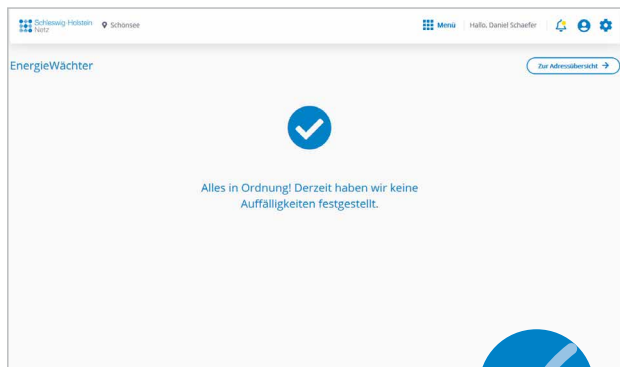 Schleswig-Holstein
Netz
Schönsee
Menü
Hallo, Daniel Schaefer
EnergieWächter
Zur Adressübersicht
Alles in Ordnung! Derzeit haben wir keine
Auffälligkeiten festgestellt.